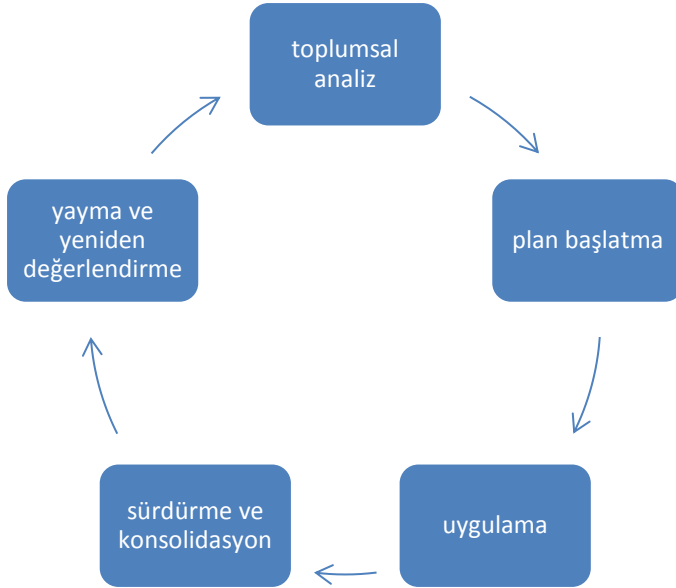 toplumsal
analiz
plan başlatma
uygulama
sürdürme ve
konsolidasyon
yayma ve
yeniden
değerlendirme